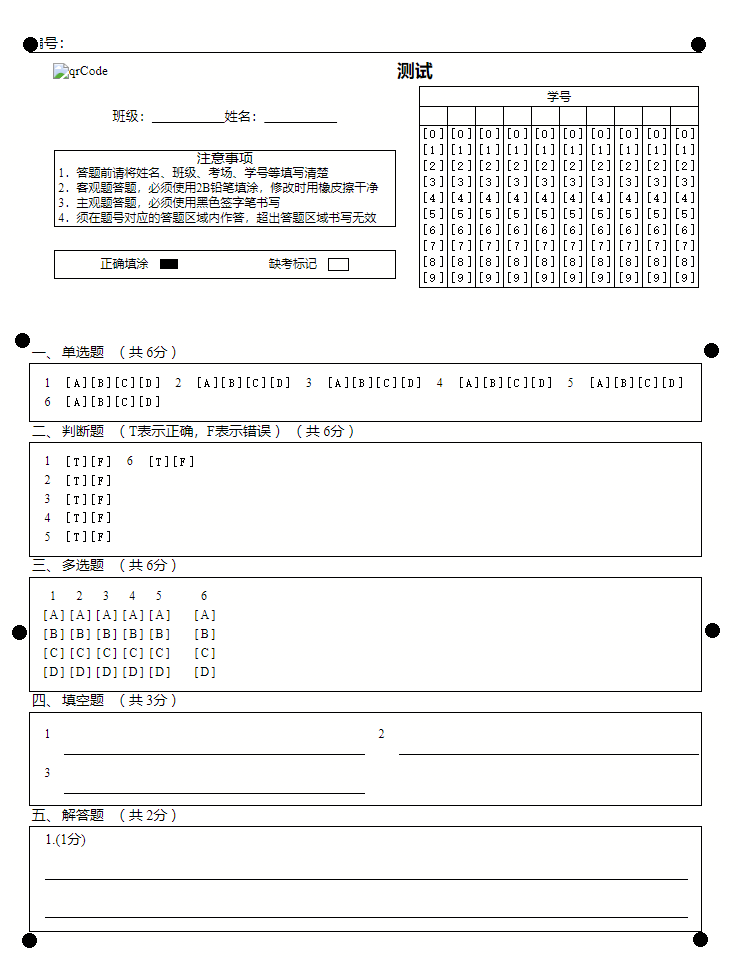 号：
qrCode
测试
班级：__________姓名：__________
学号
[0] [0] [0] [0] [0] [0] [0] [0] [0] [0]
[1] [1] [1] [1] [1] [1] [1] [1] [1] [1]
[2] [2] [2] [2] [2] [2] [2] [2] [2] [2]
[3] [3] [3] [3] [3] [3] [3] [3] [3] [3]
[4] [4] [4] [4] [4] [4] [4] [4] [4] [4]
[5] [5] [5] [5] [5] [5] [5] [5] [5] [5]
[6] [6] [6] [6] [6] [6] [6] [6] [6] [6]
[7] [7] [7] [7] [7] [7] [7] [7] [7] [7]
[8] [8] [8] [8] [8] [8] [8] [8] [8] [8]
[9] [9] [9] [9] [9] [9] [9] [9] [9] [9]
注意事项
1．答题前请将姓名、班级、考场、学号等填写清楚
2．客观题答题，必须使用2B铅笔填涂，修改时用橡皮擦干净
3．主观题答题，必须使用黑色签字笔书写
4．须在题号对应的答题区域内作答，超出答题区域书写无效
正确填涂 缺考标记
一、 单选题 （ 共 6分 ）
1 [A][B][C][D] 2 [A][B][C][D] 3 [A][B][C][D] 4 [A][B][C][D] 5 [A][B][C][D]
6 [A][B][C][D]
二、 判断题 （ T表示正确，F表示错误 ） （ 共 6分 ）
1 [T][F] 6 [T][F]
2 [T][F]
3 [T][F]
4 [T][F]
5 [T][F]
三、 多选题 （ 共 6分 ）
1 2 3 4 5 6
[A] [A] [A] [A] [A] [A]
[B] [B] [B] [B] [B] [B]
[C] [C] [C] [C] [C] [C]
[D] [D] [D] [D] [D] [D]
四、 填空题 （ 共 3分 ）
1 2
3
五、 解答题 （ 共 2分 ）
1.(1分)